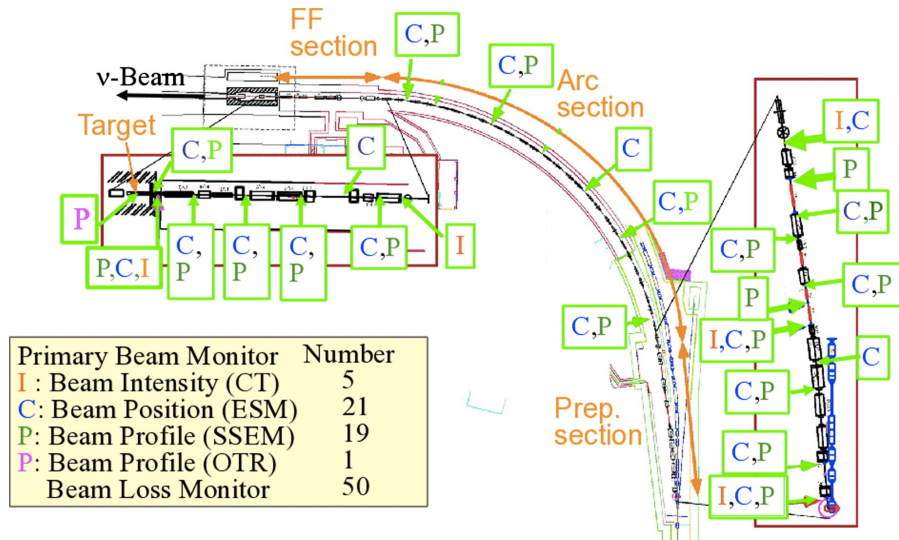 FF
section
C,P
C,P
Arc
section
ν-Beam
Target
C,P
C
C
I,C
P
C,P
C,P
C,P
C,P
P
P,C,I
C,
P
C,
P
C,
P
C,P
I
C,P
P
I,C,P
C
C,P
Prep.
section
C,P
C,P
I,C,P
Primary Beam Monitor Number
I : Beam Intensity (CT) 5
C: Beam Position (ESM) 21
P: Beam Profile (SSEM) 19
P: Beam Profile (OTR) 1
Beam Loss Monitor 50